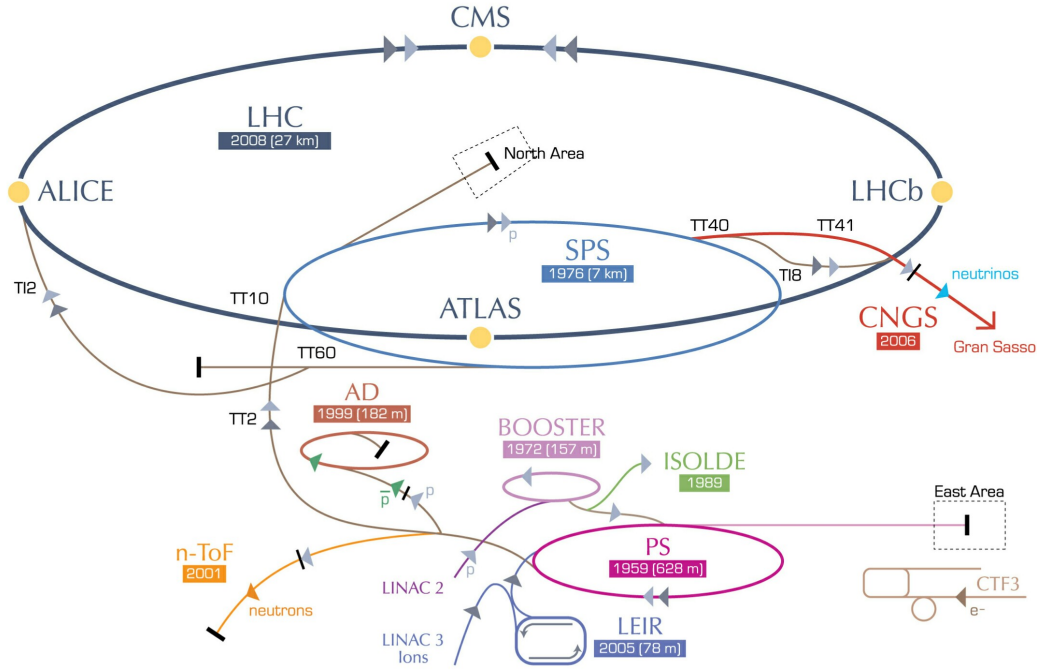 CMS
LHC
2008 (27 km)
North Area
ALICE
LHCb
TT40
TT41
p
SPS
1976 (7 km)
TI8
neutrinos
TI2
TT10
ATLAS
CNGS
2006
Gran Sasso
TT60
AD
1999 (182 m)
TT2
BOOSTER
1972 (157 m)
ISOLDE
1989
p̅
p
East Area
n-ToF
2001
p
PS
1959 (628 m)
LINAC 2
neutrons
CTF3
e-
LINAC 3
Ions
LEIR
2005 (78 m)